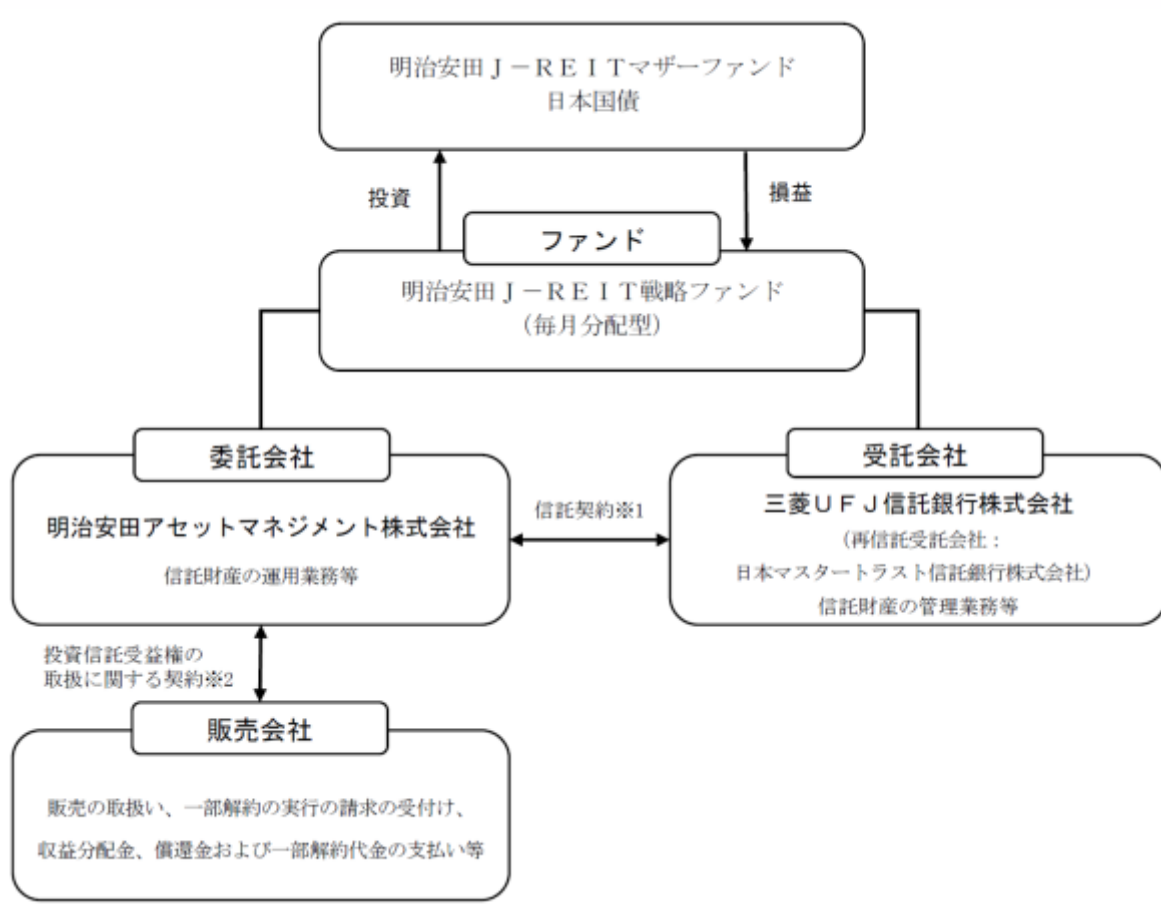 明治安田Ｊ－ＲＥＩＴマザーファンド
日本国債
投資
損益
ファンド
明治安田Ｊ－ＲＥＩＴ戦略ファンド
（毎月分配型）
委託会社
明治安田アセットマネジメント株式会社
信託財産の運用業務等
信託契約※1
受託会社
三菱ＵＦＪ信託銀行株式会社
（再信託受託会社：
日本マスタートラスト信託銀行株式会社）
信託財産の管理業務等
投資信託受益権の
取扱に関する契約※2
販売会社
販売の取扱い、一部解約の実行の請求の受付け、
収益分配金、償還金および一部解約代金の支払い等